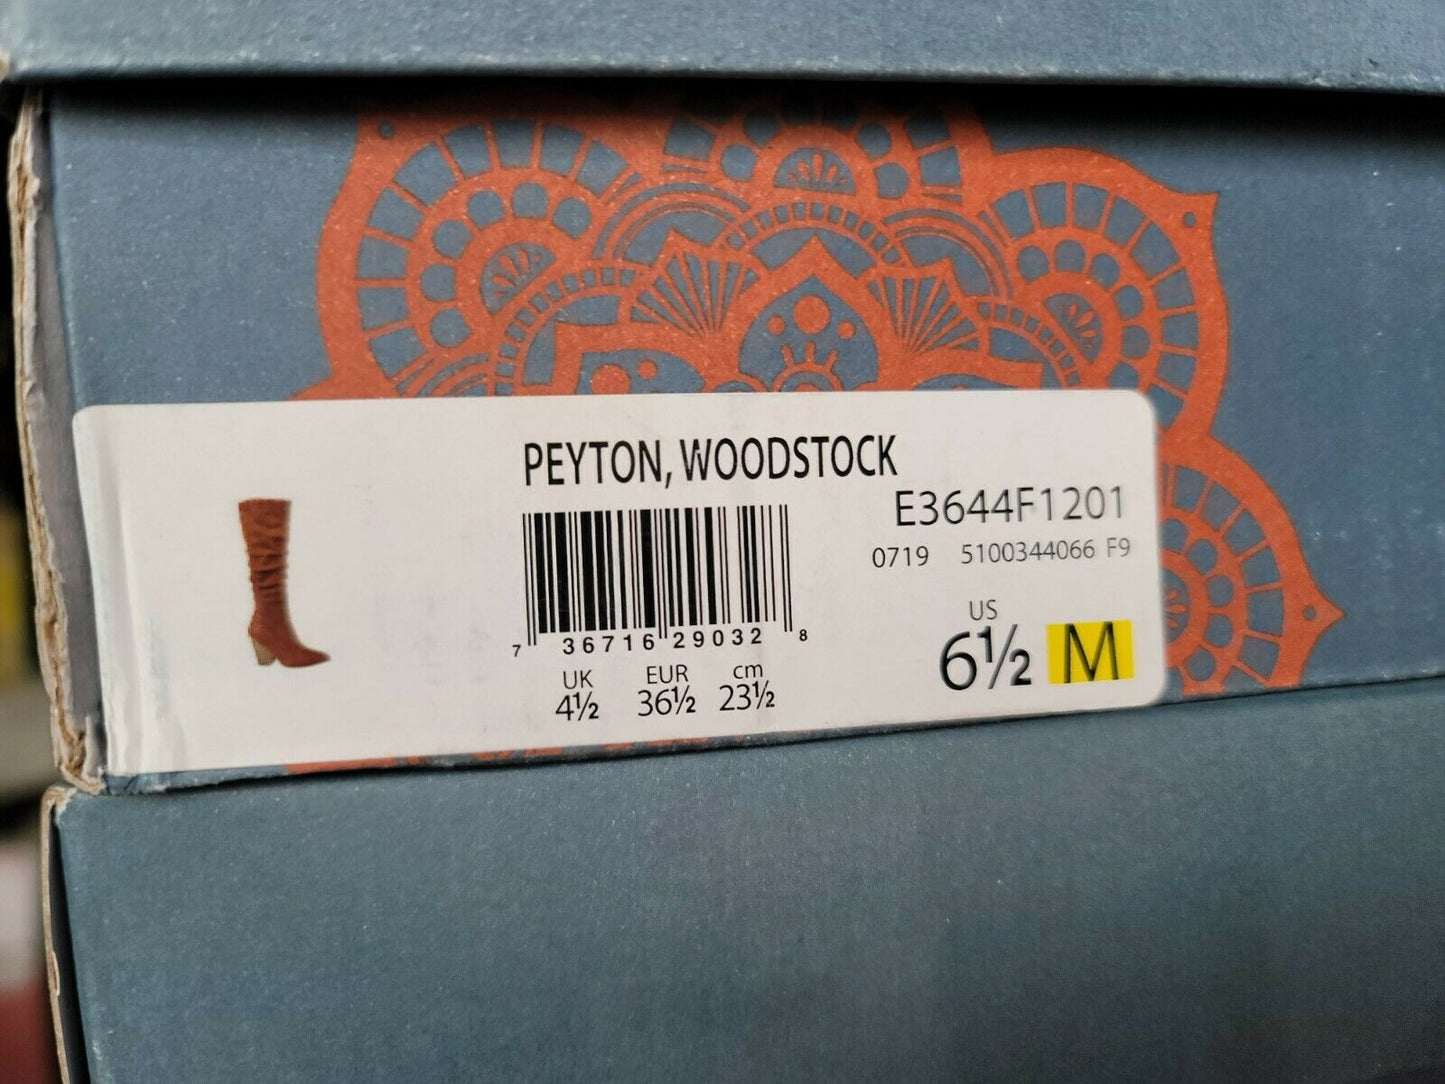 PEYTON, WOODSTOCK
E3644F1201
0719 5100344066 F9
7 36716 29032 8
UK EUR cm
4½ 36½ 23½
US
6½ M